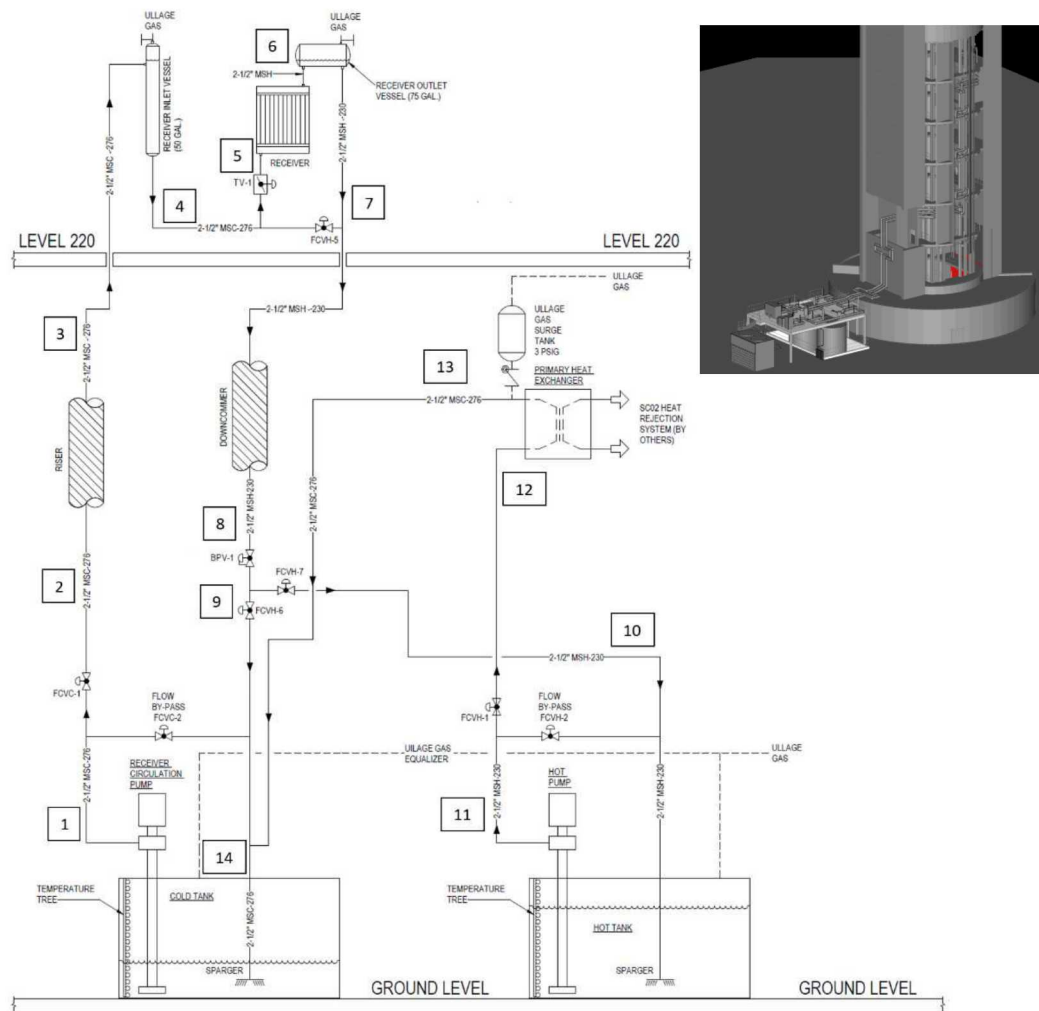 ULLAGE
GAS
RECEIVER INLET VESSEL
(50 GAL.)
2-1/2" MSC -276
4
2-1/2" MSC-276
6
ULLAGE
GAS
2-1/2" MSH
RECEIVER OUTLET
VESSEL (75 GAL.)
5
RECEIVER
TV-1
2-1/2" MSH -230
7
FCVH-5
LEVEL 220
LEVEL 220
3
2-1/2" MSC -276
RISER
2
2-1/2" MSC-276
FCVC-1
2-1/2" MSH -230
DOWNCOMMER
8
2-1/2" MSH-230
BPV-1
9
FCVH-6
FCVH-7
ULLAGE
GAS
ULLAGE
GAS
SURGE
TANK
3 PSIG
13
PRIMARY HEAT
EXCHANGER
2-1/2" MSC-276
2-1/2" MSC-276
SC02 HEAT
REJECTION
SYSTEM (BY
OTHERS)
12
10
2-1/2" MSH-230
FLOW
BY-PASS
FCVC-2
FCVH-1
FLOW
BY-PASS
FCVH-2
UILAGE GAS
EQUALIZER
ULLAGE
GAS
2-1/2" MSC-276
RECEIVER
CIRCULATION
PUMP
1
2-1/2" MSH-230
HOT
PUMP
11
14
TEMPERATURE
TREE
COLD TANK
2-1/2" MSC-276
SPARGER
TEMPERATURE
TREE
HOT TANK
SPARGER
GROUND LEVEL
GROUND LEVEL